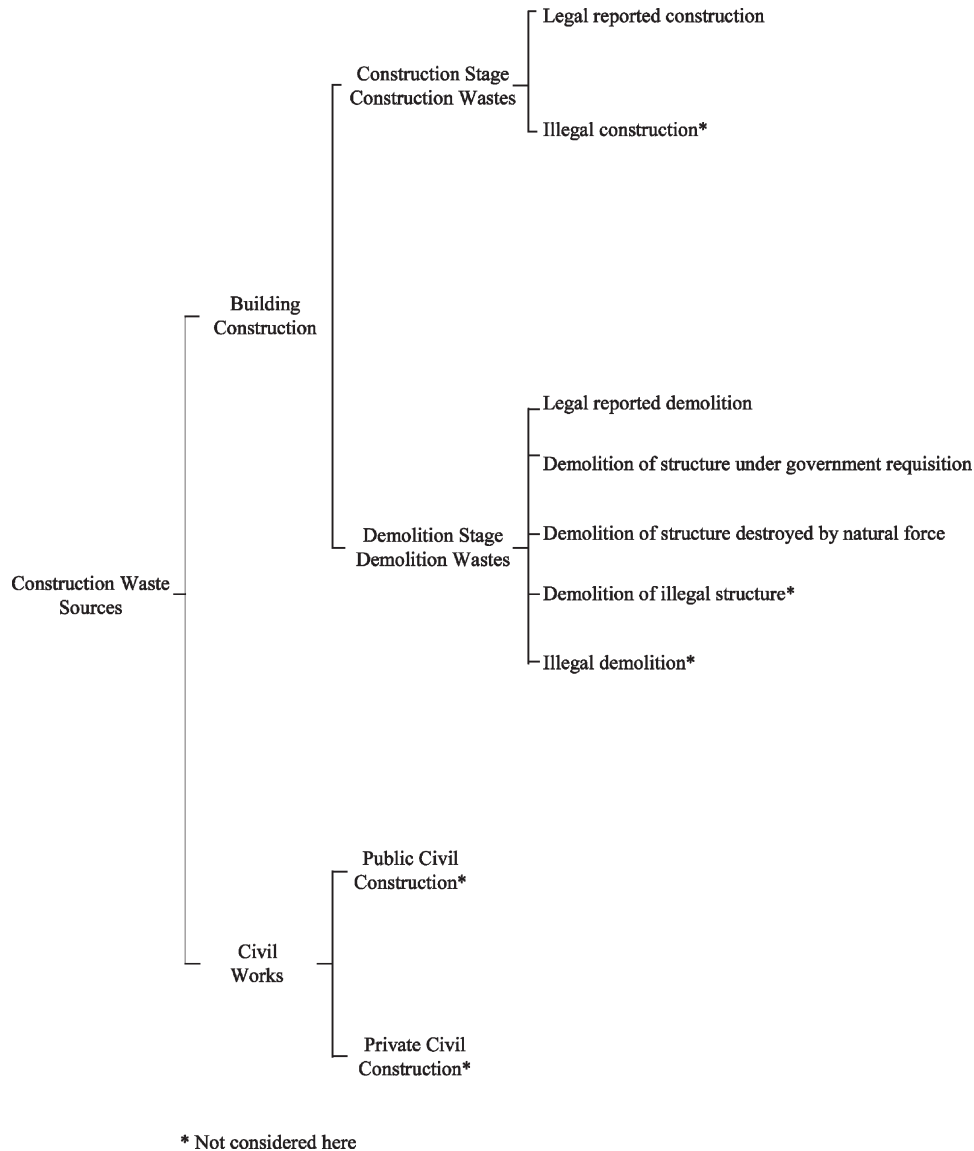 Legal reported construction
Construction Stage
Construction Wastes
Illegal construction*
Building
Construction
Legal reported demolition
Demolition of structure under government requisition
Demolition Stage
Demolition Wastes
Demolition of structure destroyed by natural force
Demolition of illegal structure*
Illegal demolition*
Construction Waste
Sources
Public Civil
Construction*
Civil
Works
Private Civil
Construction*
* Not considered here